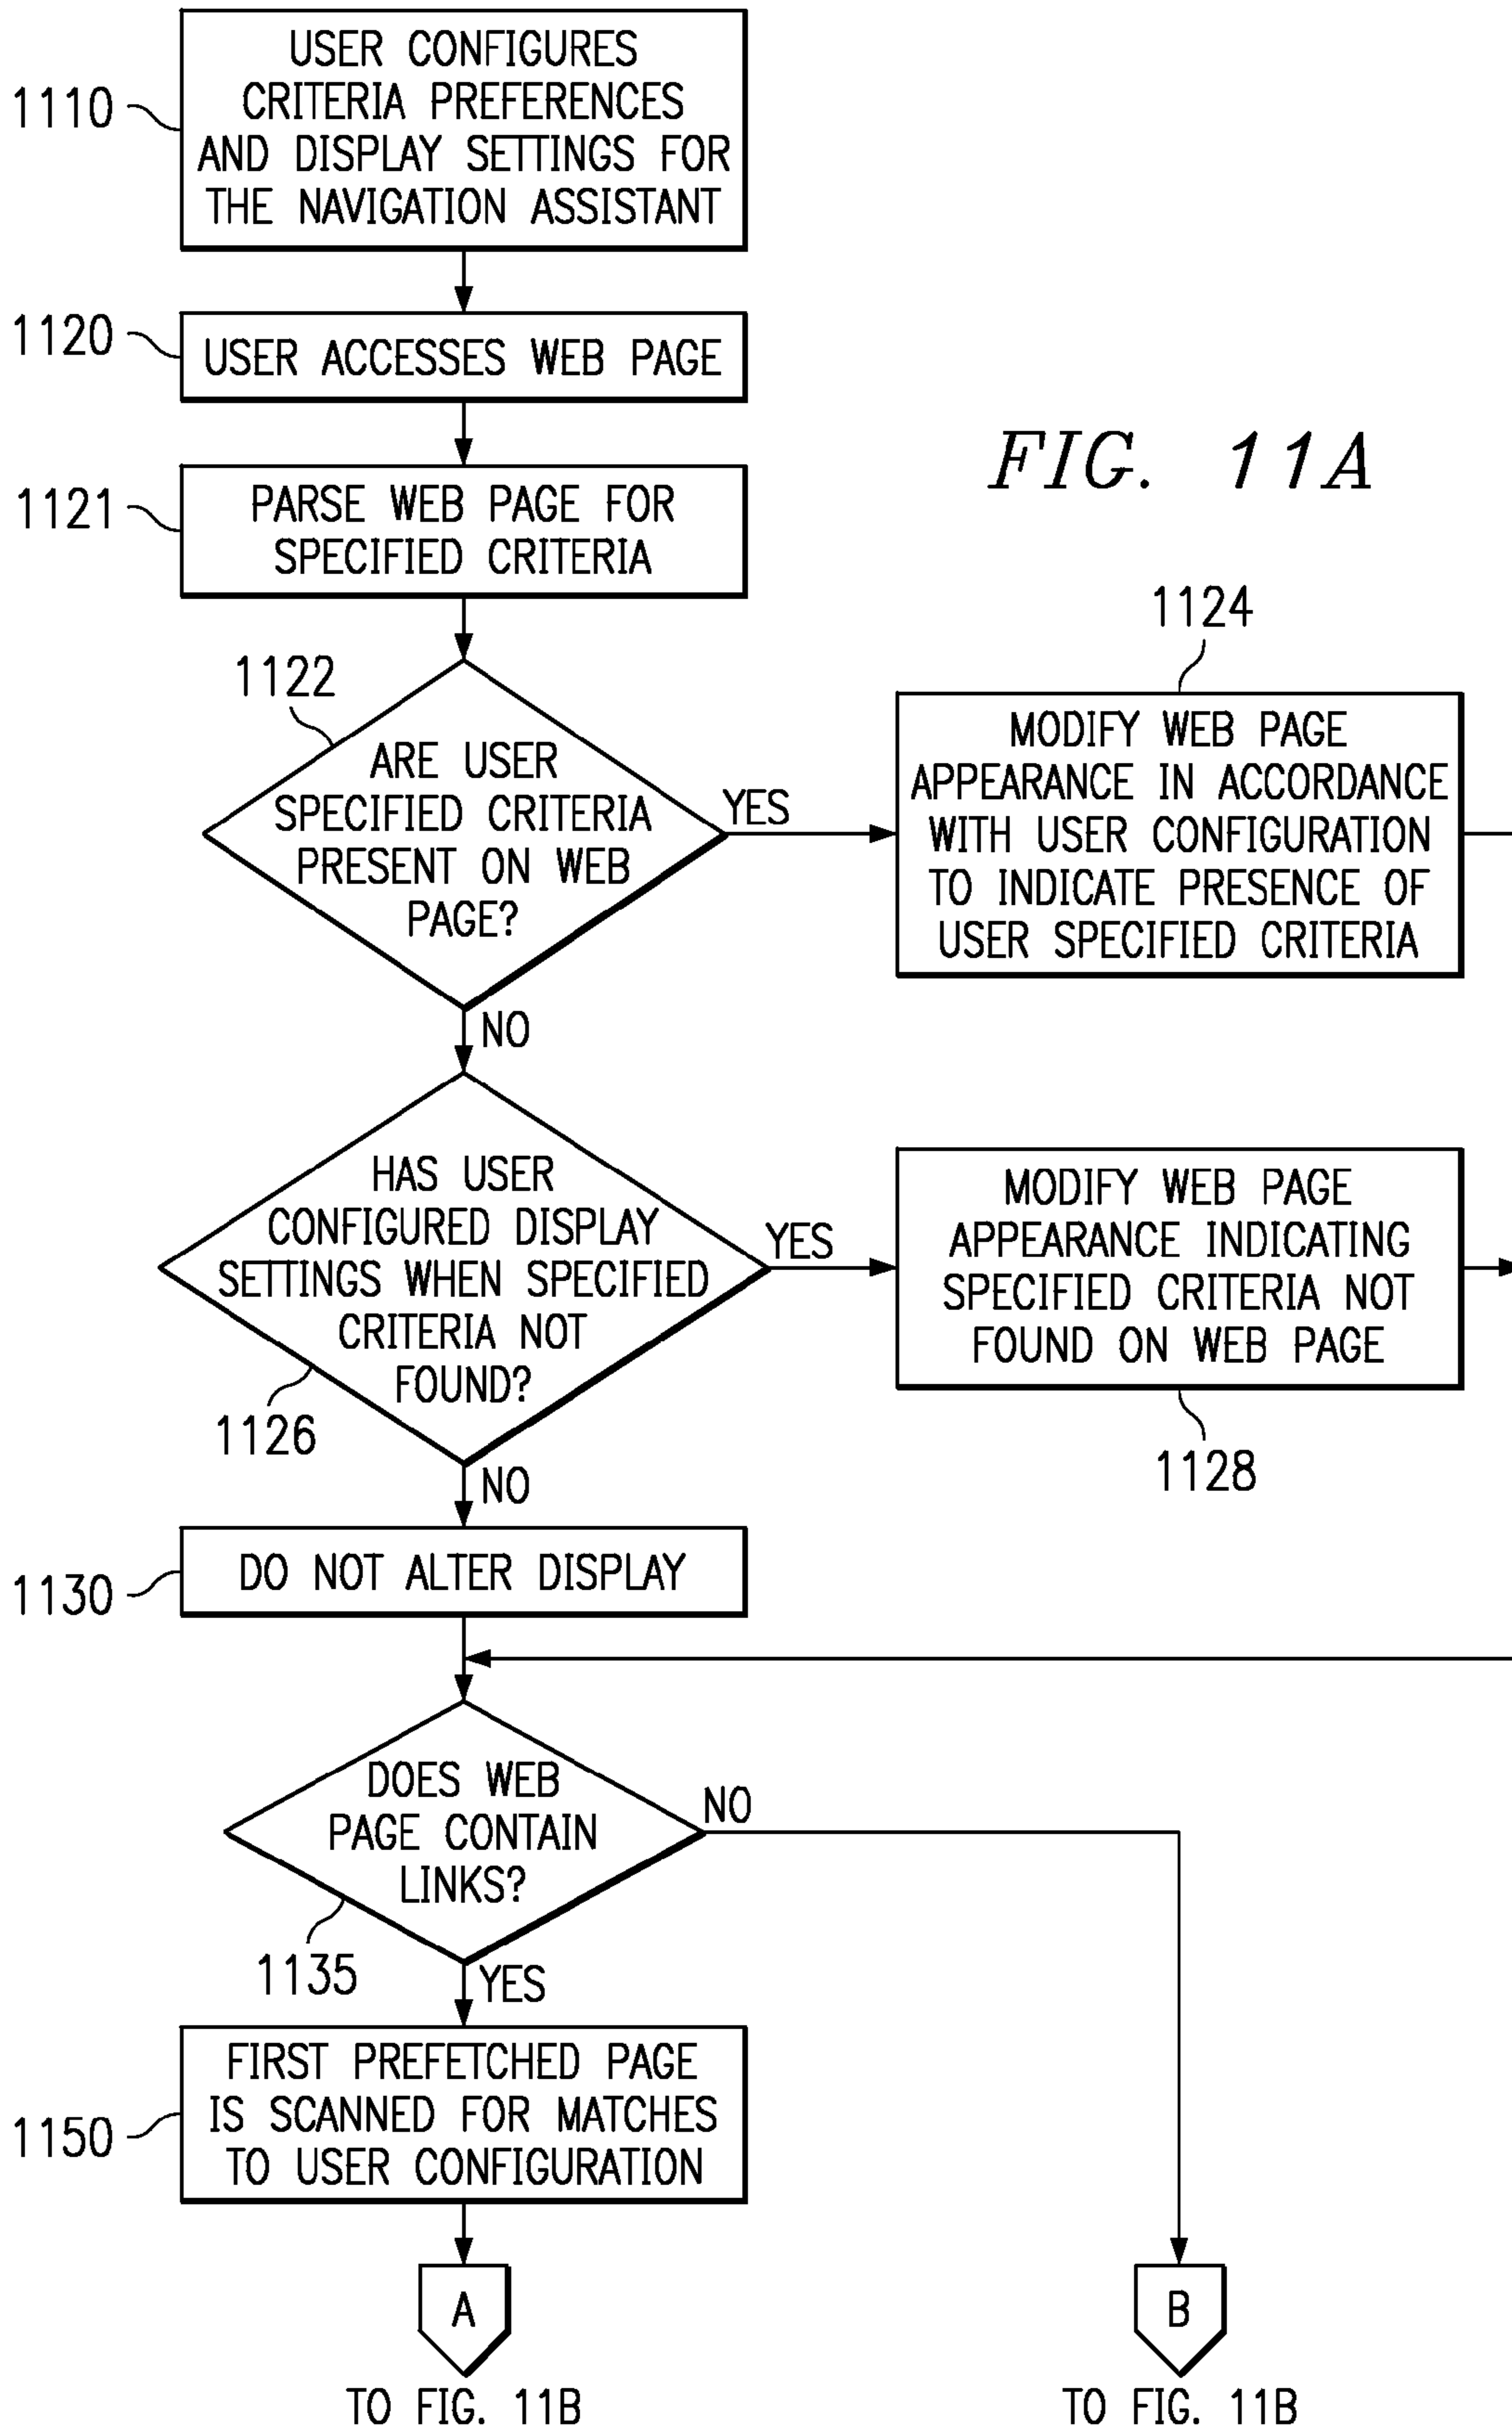 1110
USER CONFIGURES
CRITERIA PREFERENCES
AND DISPLAY SETTINGS FOR
THE NAVIGATION ASSISTANT
1120
USER ACCESSES WEB PAGE
FIG. 11A
1121
PARSE WEB PAGE FOR
SPECIFIED CRITERIA
1122
ARE USER
SPECIFIED CRITERIA
PRESENT ON WEB
PAGE?
YES
1124
MODIFY WEB PAGE
APPEARANCE IN ACCORDANCE
WITH USER CONFIGURATION
TO INDICATE PRESENCE OF
USER SPECIFIED CRITERIA
NO
HAS USER
CONFIGURED DISPLAY
SETTINGS WHEN SPECIFIED
CRITERIA NOT
FOUND?
1126
YES
MODIFY WEB PAGE
APPEARANCE INDICATING
SPECIFIED CRITERIA NOT
FOUND ON WEB PAGE
1128
NO
1130
DO NOT ALTER DISPLAY
DOES WEB
PAGE CONTAIN
LINKS?
1135
NO
YES
1150
FIRST PREFETCHED PAGE
IS SCANNED FOR MATCHES
TO USER CONFIGURATION
A
TO FIG. 11B
B
TO FIG. 11B